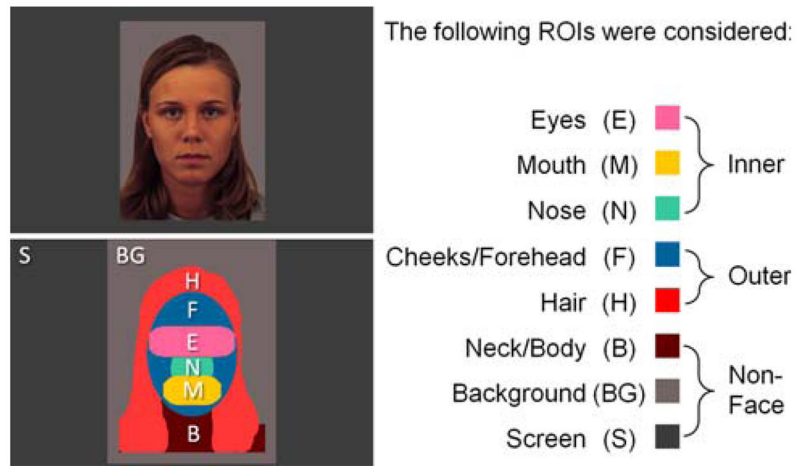 The following ROIs were considered:
Eyes (E)
Mouth (M)
Nose (N)
Inner
Cheeks/Forehead (F)
Hair (H)
Outer
Neck/Body (B)
Background (BG)
Screen (S)
Non-
Face
S
BG
H
F
E
N
M
B